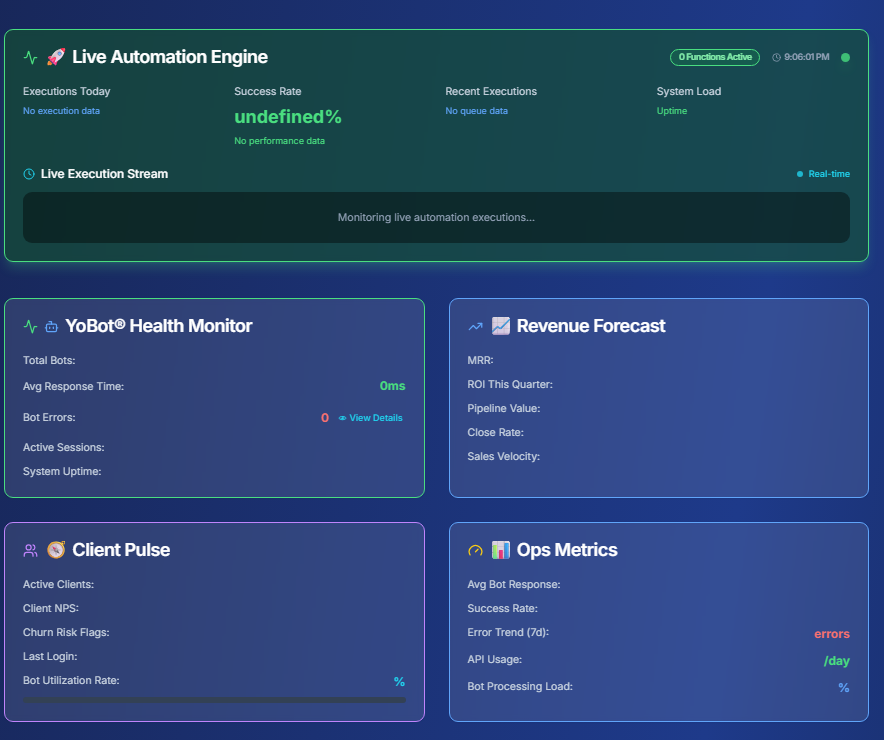 🚀 Live Automation Engine
0 Functions Active
9:06:01 PM
Executions Today
Success Rate
Recent Executions
System Load
No execution data
undefined%
No queue data
Uptime
No performance data
Live Execution Stream
Real-time
Monitoring live automation executions...
YoBot® Health Monitor
Total Bots:
Avg Response Time: 0ms
Bot Errors: 0 View Details
Active Sessions:
System Uptime:
📈 Revenue Forecast
MRR:
ROI This Quarter:
Pipeline Value:
Close Rate:
Sales Velocity:
🧭 Client Pulse
Active Clients:
Client NPS:
Churn Risk Flags:
Last Login:
Bot Utilization Rate: %
📊 Ops Metrics
Avg Bot Response:
Success Rate:
Error Trend (7d): errors
API Usage: /day
Bot Processing Load: %